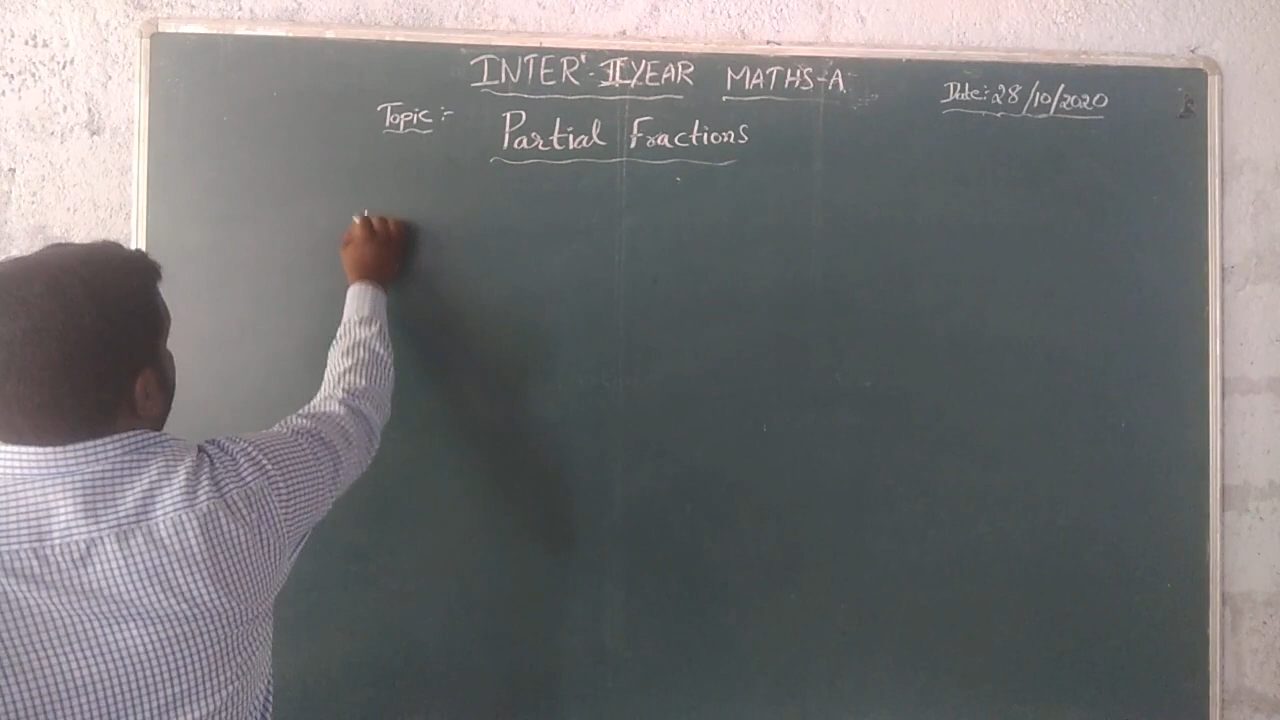 INTER'-II YEAR MATHS-A
Date:28/10/2020
Topic:-
Partial Fractions